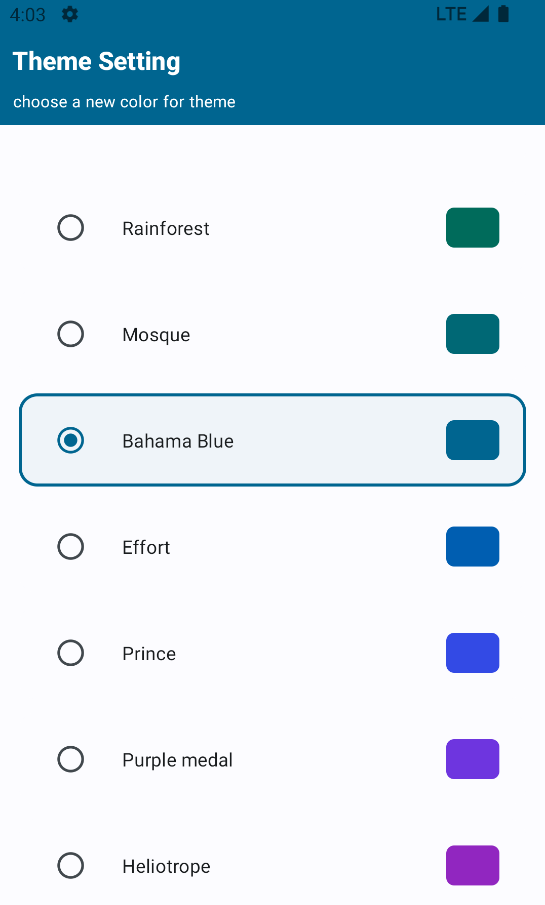 4:03 LTE
Theme Setting
choose a new color for theme
Rainforest
Mosque
Bahama Blue
Effort
Prince
Purple medal
Heliotrope